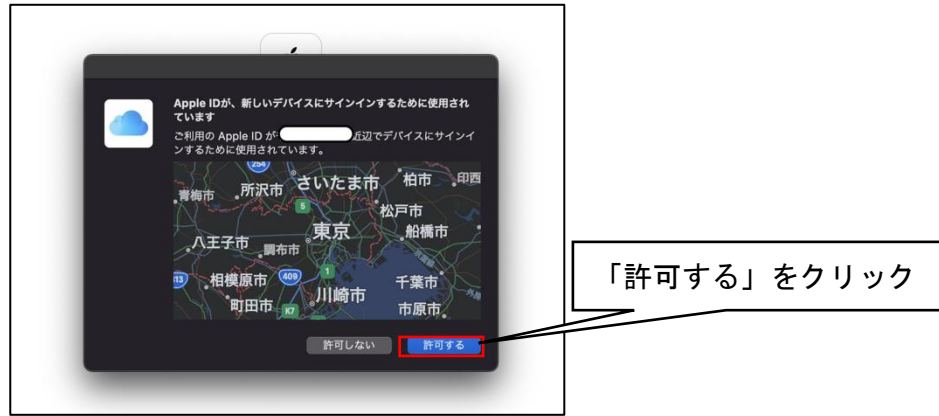 Apple IDが、新しいデバイスにサインインするために使用され
ています
ご利用の Apple ID が 近辺でデバイスにサインイ
ンするために使用されています。
254
さいたま市
柏市
印西
青梅市
所沢市
5
松戸市
東京
船橋市
八王子市
調布市
413
相模原市
409
1
千葉市
町田市
川崎市
K7
市原市
許可しない
許可する
「許可する」をクリック